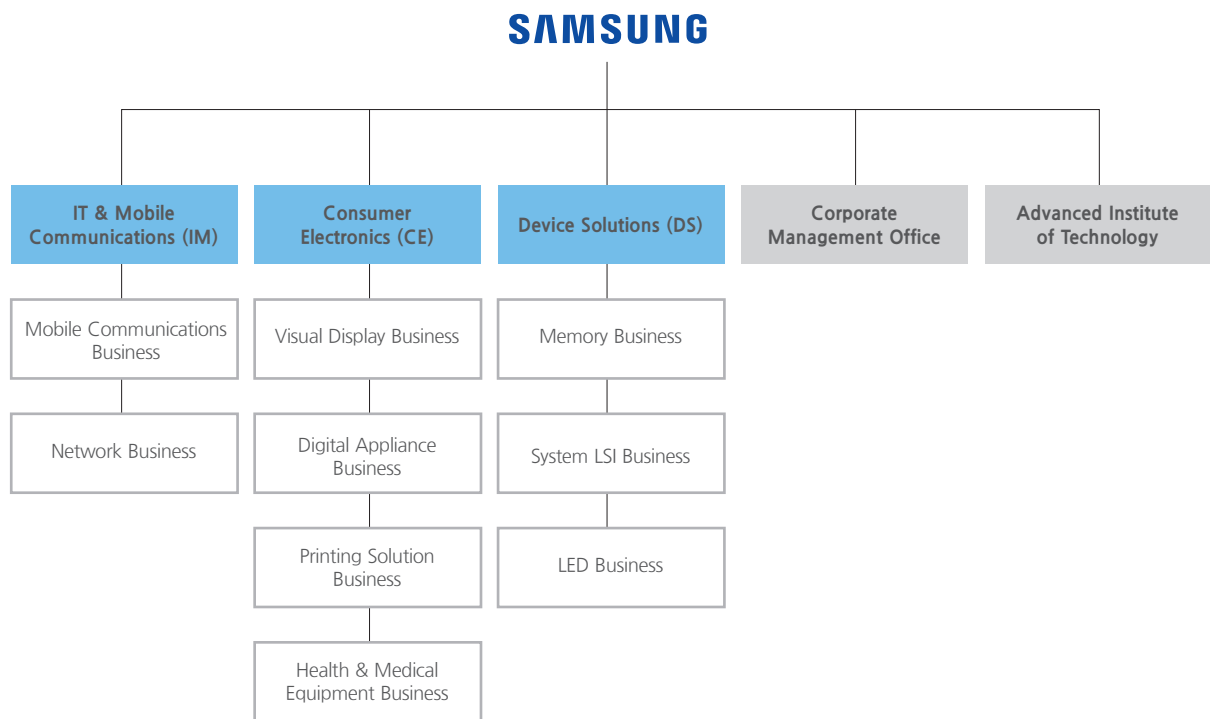 SAMSUNG
IT & Mobile
Communications (IM)
Consumer
Electronics (CE)
Device Solutions (DS)
Corporate
Management Office
Advanced Institute
of Technology
Mobile Communications
Business
Network Business
Visual Display Business
Digital Appliance
Business
Printing Solution
Business
Health & Medical
Equipment Business
Memory Business
System LSI Business
LED Business